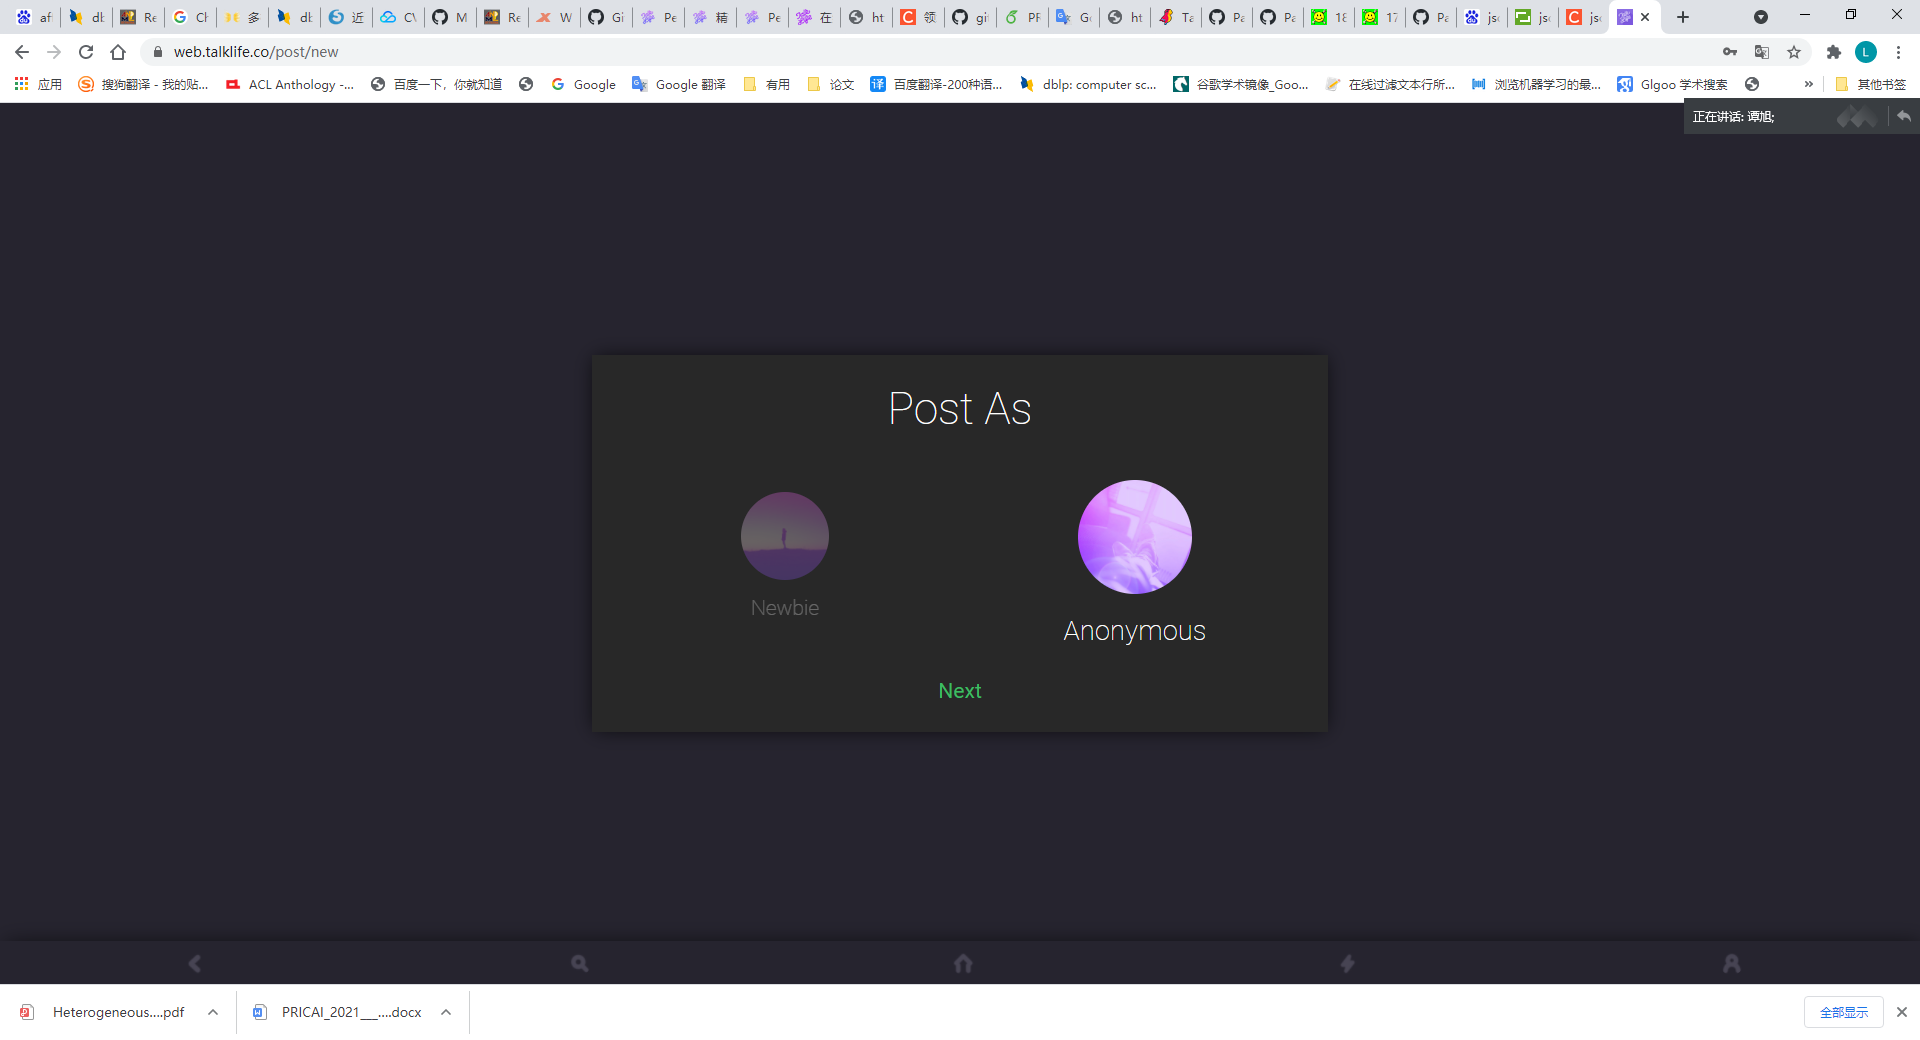 web.talklife.co/post/new
应用
搜狗翻译 - 我的贴...
ACL Anthology -...
百度一下，你就知道
Google
Google 翻译
有用
论文
百度翻译-200种语...
dblp: computer sc...
谷歌学术镜像_Goo...
在线过滤文本行所...
浏览机器学习的最...
Glgoo 学术搜索
»
其他书签
正在讲话: 谭旭;
Post As
Newbie
Anonymous
Next
Heterogeneous....pdf
PRICAI_2021___....docx
全部显示